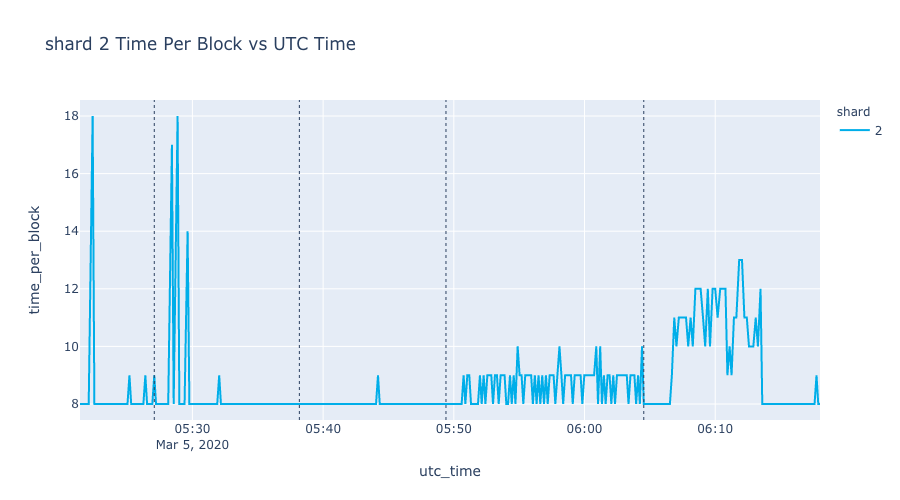 shard 2 Time Per Block vs UTC Time
shard
2
18
16
14
12
10
8
time_per_block
05:30
05:40
05:50
06:00
06:10
Mar 5, 2020
utc_time